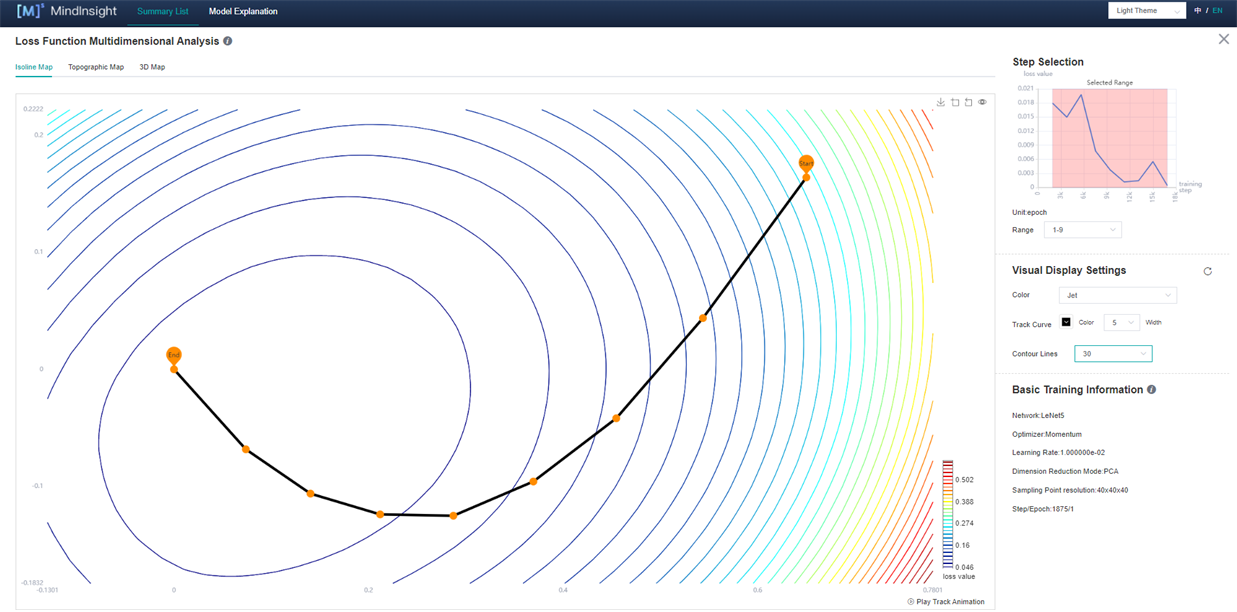 [M]ˢ MindInsight Summary List Model Explanation Light Theme 中 / EN
Loss Function Multidimensional Analysis i
Isoline Map Topographic Map 3D Map
0.2222
0.2
0.1
0
-0.1
-0.1832
-0.1301 0 0.2 0.4 0.6 0.7801
Start
End
0.502
0.388
0.274
0.16
0.046
loss value
Play Track Animation
Step Selection
loss value
Selected Range
0.021
0.018
0.015
0.012
0.009
0.006
0.003
0
0 3k 6k 9k 12k 15k 18k
training
step
Unit:epoch
Range 1-9
Visual Display Settings
Color Jet
Track Curve Color 5 Width
Contour Lines 30
Basic Training Information i
Network:LeNet5
Optimizer:Momentum
Learning Rate:1.000000e-02
Dimension Reduction Mode PCA
Sampling Point resolution:40x40x40
Step/Epoch:1875/1